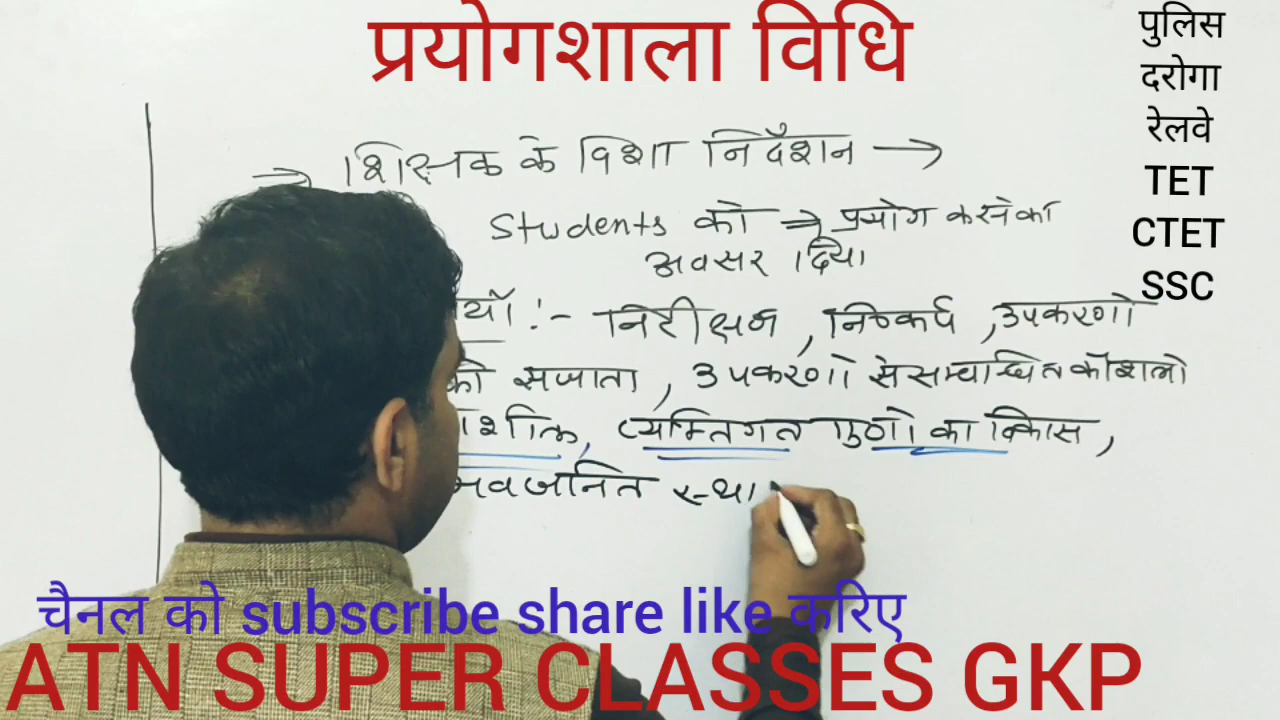 प्रयोगशाला विधि
पुलिस
दरोगा
रेलवे
TET
CTET
SSC
→ शिक्षक के दिशा निर्देशन →
Students को ⇒ प्रयोग करने का
अवसर दिया
यॉ :- निरीक्षण, निष्कर्ष, उपकरणो
को सजाना, उपकरणो से सम्बन्धित कौशलो
व्यक्तिगत गुणो का विकास,
स्था
चैनल को subscribe share like करिए
ATN SUPER CLASSES GKP